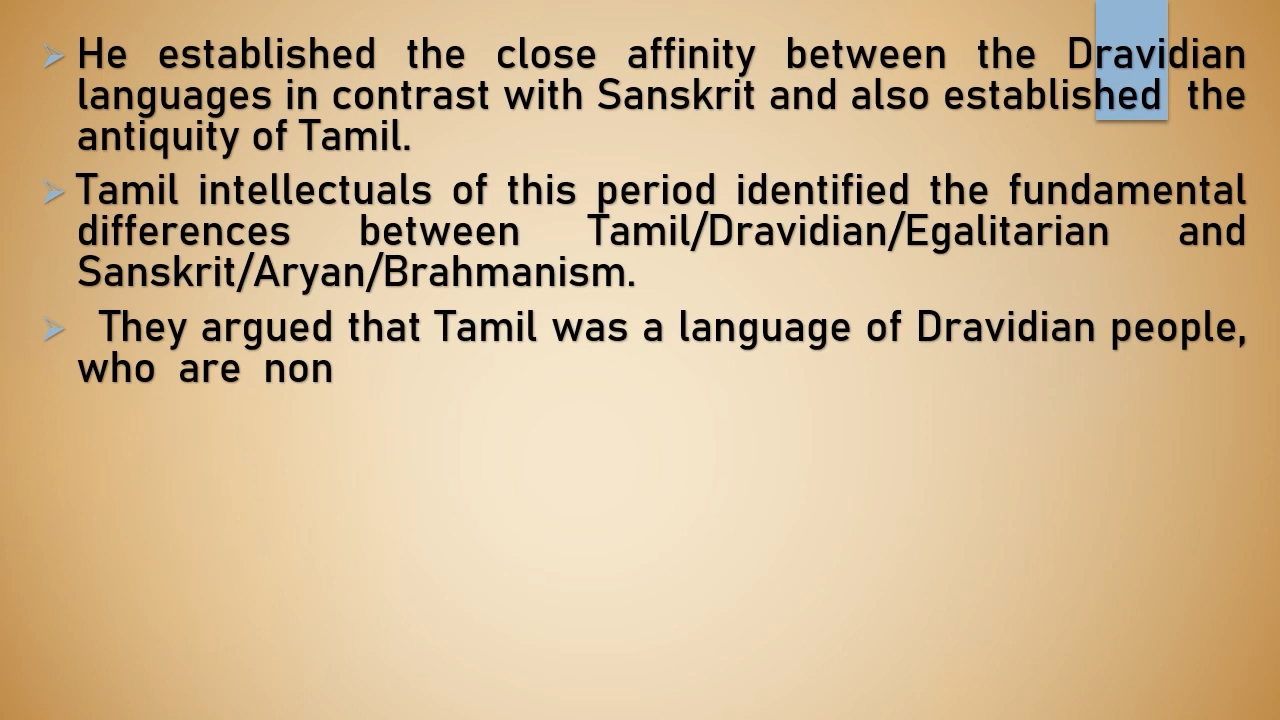 He established the close affinity between the Dravidian
languages in contrast with Sanskrit and also established the
antiquity of Tamil.
Tamil intellectuals of this period identified the fundamental
differences between Tamil/Dravidian/Egalitarian and
Sanskrit/Aryan/Brahmanism.
They argued that Tamil was a language of Dravidian people,
who are non